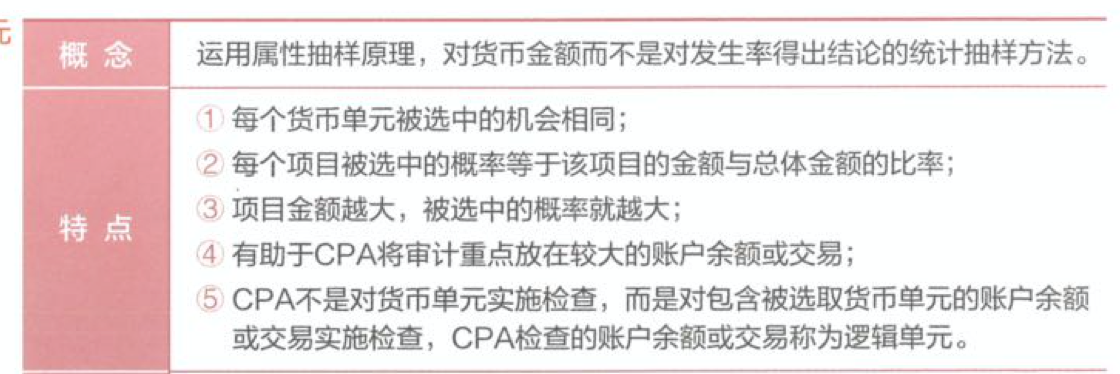 元
概 念
运用属性抽样原理，对货币金额而不是对发生率得出结论的统计抽样方法。
特 点
① 每个货币单元被选中的机会相同；
② 每个项目被选中的概率等于该项目的金额与总体金额的比率；
③ 项目金额越大，被选中的概率就越大；
④ 有助于CPA将审计重点放在较大的账户余额或交易；
⑤ CPA不是对货币单元实施检查，而是对包含被选取货币单元的账户余额
或交易实施检查，CPA检查的账户余额或交易称为逻辑单元。